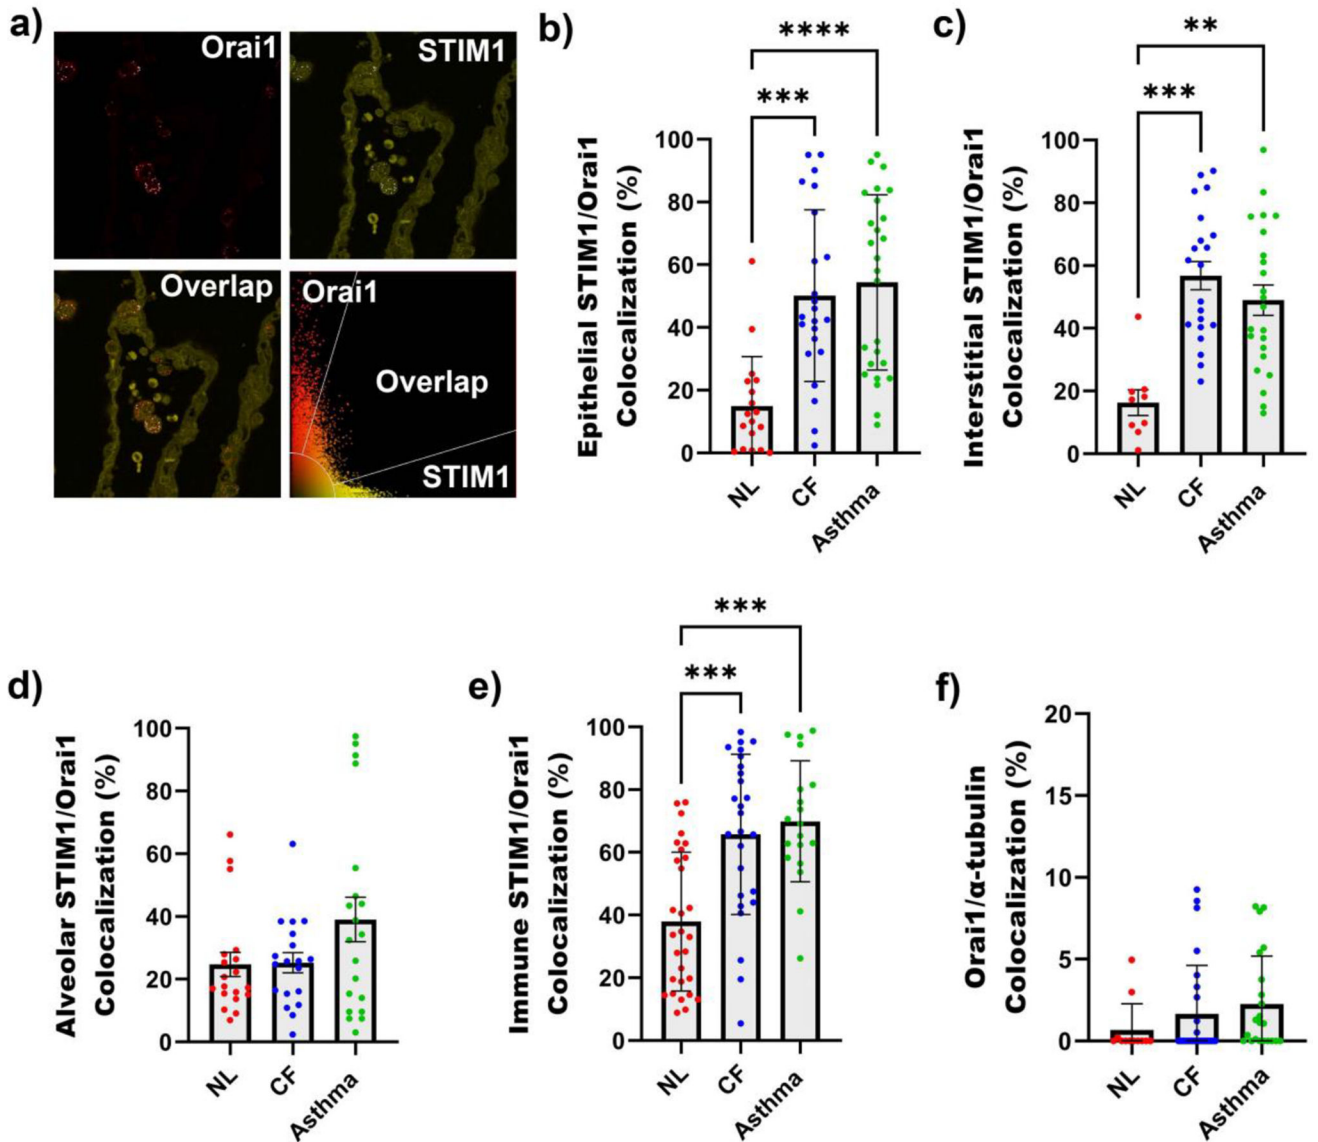 a)
Orai1
STIM1
Overlap
Orai1
Overlap
STIM1
b)
****
***
Epithelial STIM1/Orai1
Colocalization (%)
100
80
60
40
20
0
NL
CF
Asthma
c)
**
***
Interstitial STIM1/Orai1
Colocalization (%)
100
80
60
40
20
0
NL
CF
Asthma
d)
Alveolar STIM1/Orai1
Colocalization (%)
100
80
60
40
20
0
NL
CF
Asthma
e)
***
***
Immune STIM1/Orai1
Colocalization (%)
100
80
60
40
20
0
NL
CF
Asthma
f)
Orai1/α-tubulin
Colocalization (%)
20
15
10
5
0
NL
CF
Asthma